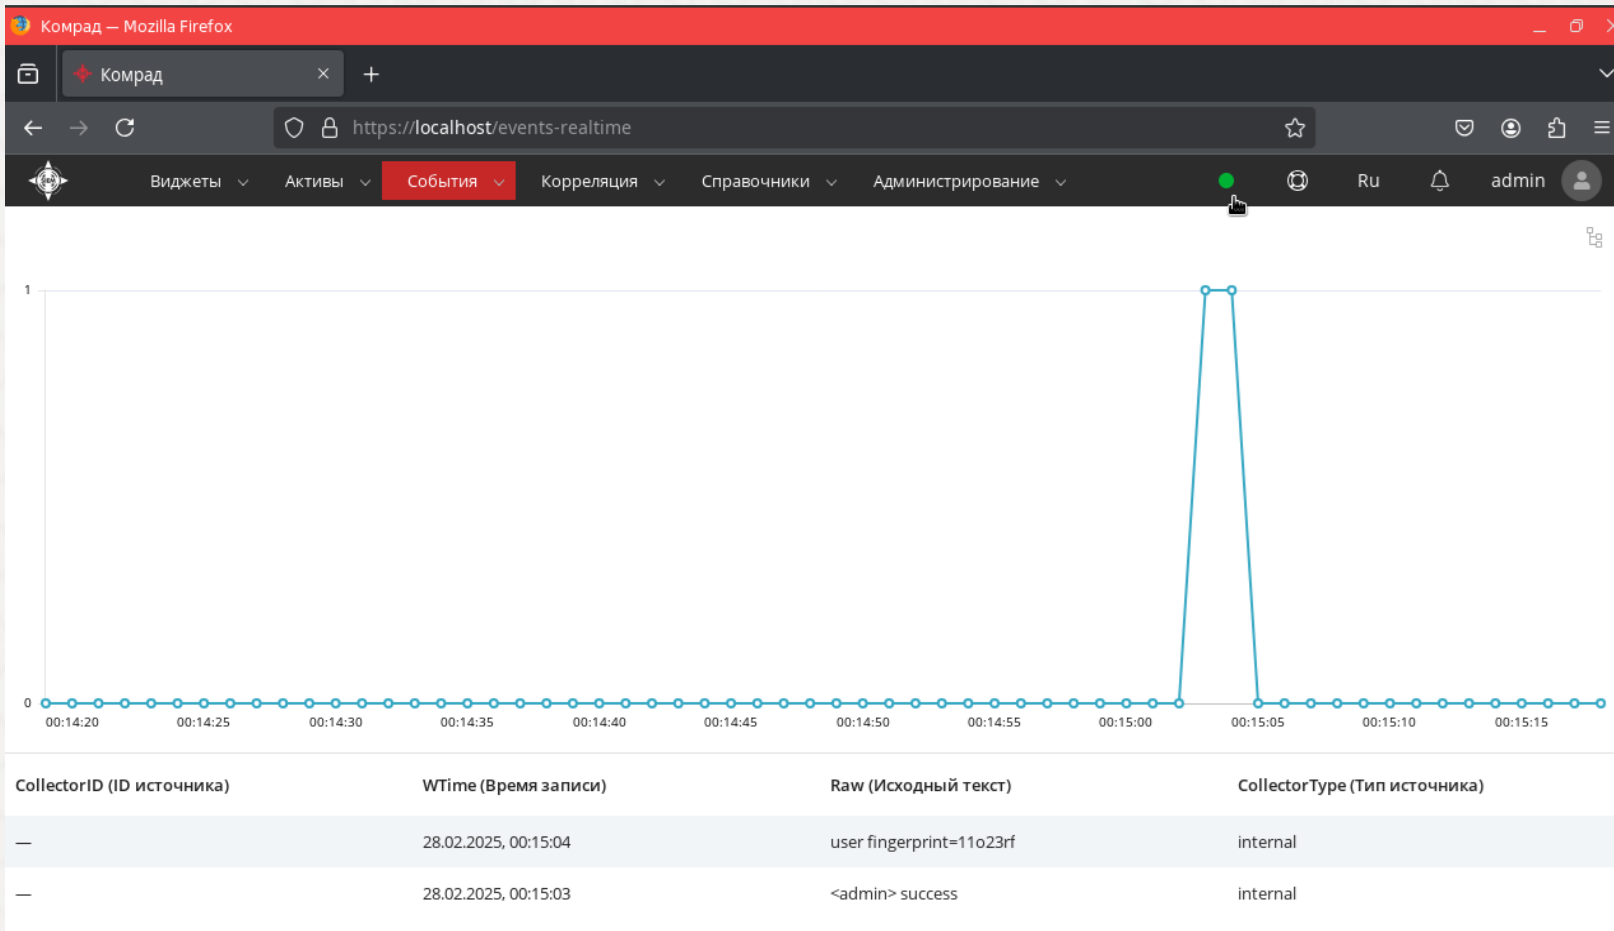 Комрад — Mozilla Firefox
Комрад
https://localhost/events-realtime
Виджеты Активы События Корреляция Справочники Администрирование Ru admin
1
0
00:14:20 00:14:25 00:14:30 00:14:35 00:14:40 00:14:45 00:14:50 00:14:55 00:15:00 00:15:05 00:15:10 00:15:15
CollectorID (ID источника) WTime (Время записи) Raw (Исходный текст) CollectorType (Тип источника)
— 28.02.2025, 00:15:04 user fingerprint=11o23rf internal
— 28.02.2025, 00:15:03 <admin> success internal